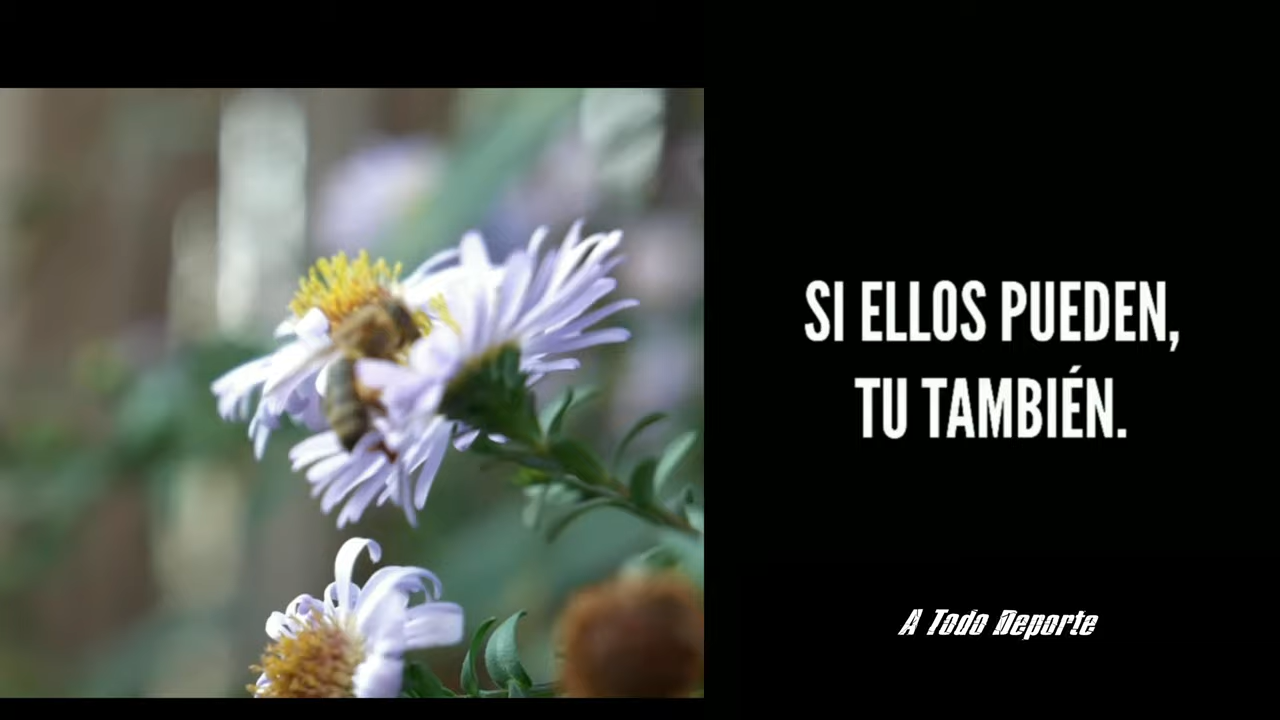 SI ELLOS PUEDEN,
TU TAMBIÉN.
A Todo Deporte